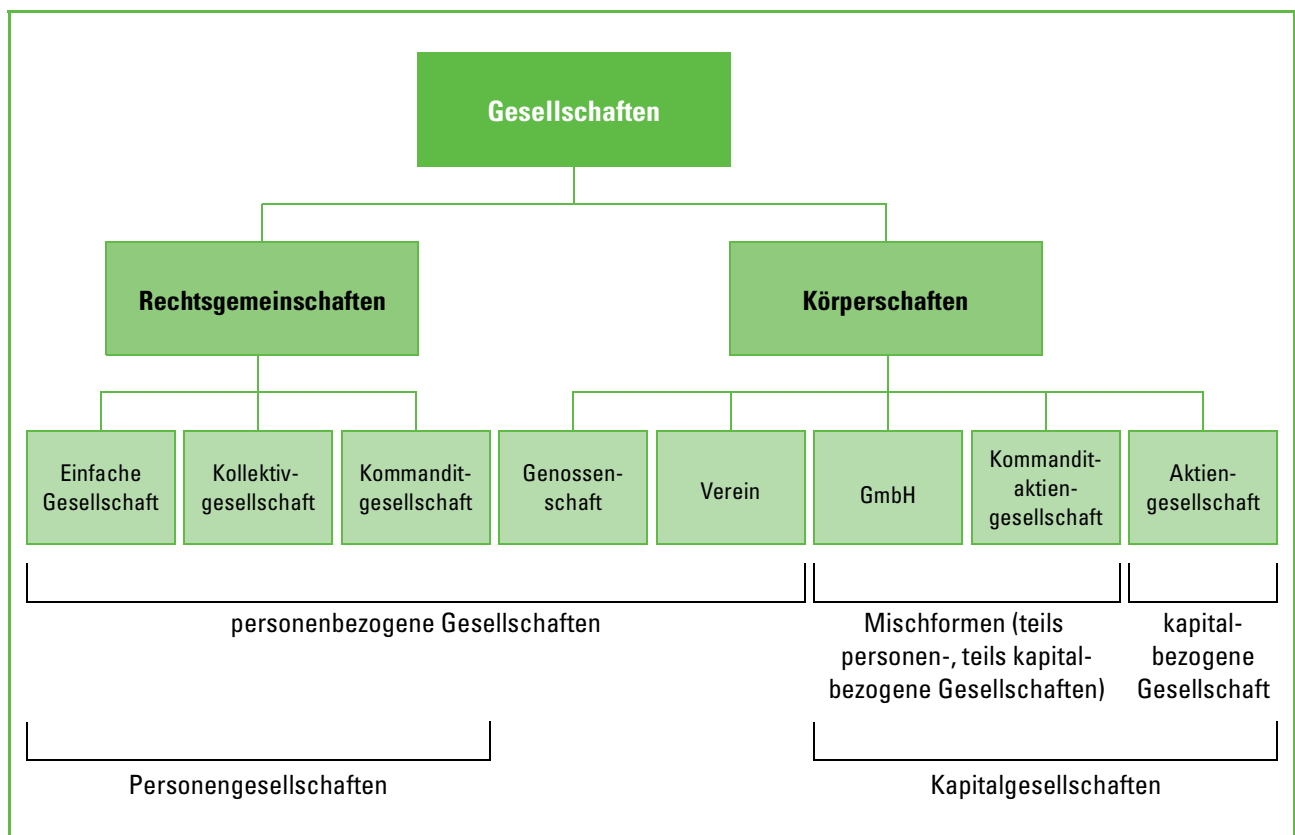 Gesellschaften
Rechtsgemeinschaften
Körperschaften
Einfache
Gesellschaft
Kollektiv-
gesellschaft
Kommandit-
gesellschaft
Genossen-
schaft
Verein
GmbH
Kommandit-
aktien-
gesellschaft
Aktien-
gesellschaft
personenbezogene Gesellschaften
Mischformen (teils
personen-, teils kapital-
bezogene Gesellschaften)
kapital-
bezogene
Gesellschaft
Personengesellschaften
Kapitalgesellschaften